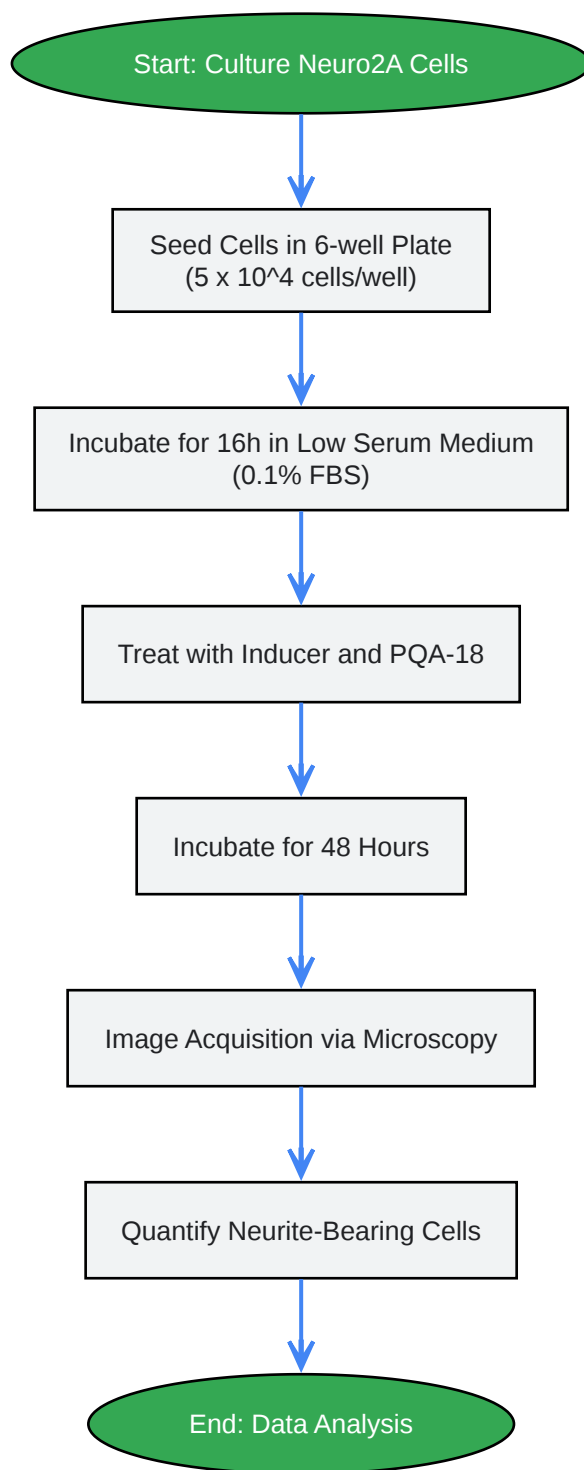 Start: Culture Neuro2A Cells
Seed Cells in 6-well Plate
(5 x 10^4 cells/well)
Incubate for 16h in Low Serum Medium
(0.1% FBS)
Treat with Inducer and PQA-18
Incubate for 48 Hours
Image Acquisition via Microscopy
Quantify Neurite-Bearing Cells
End: Data Analysis